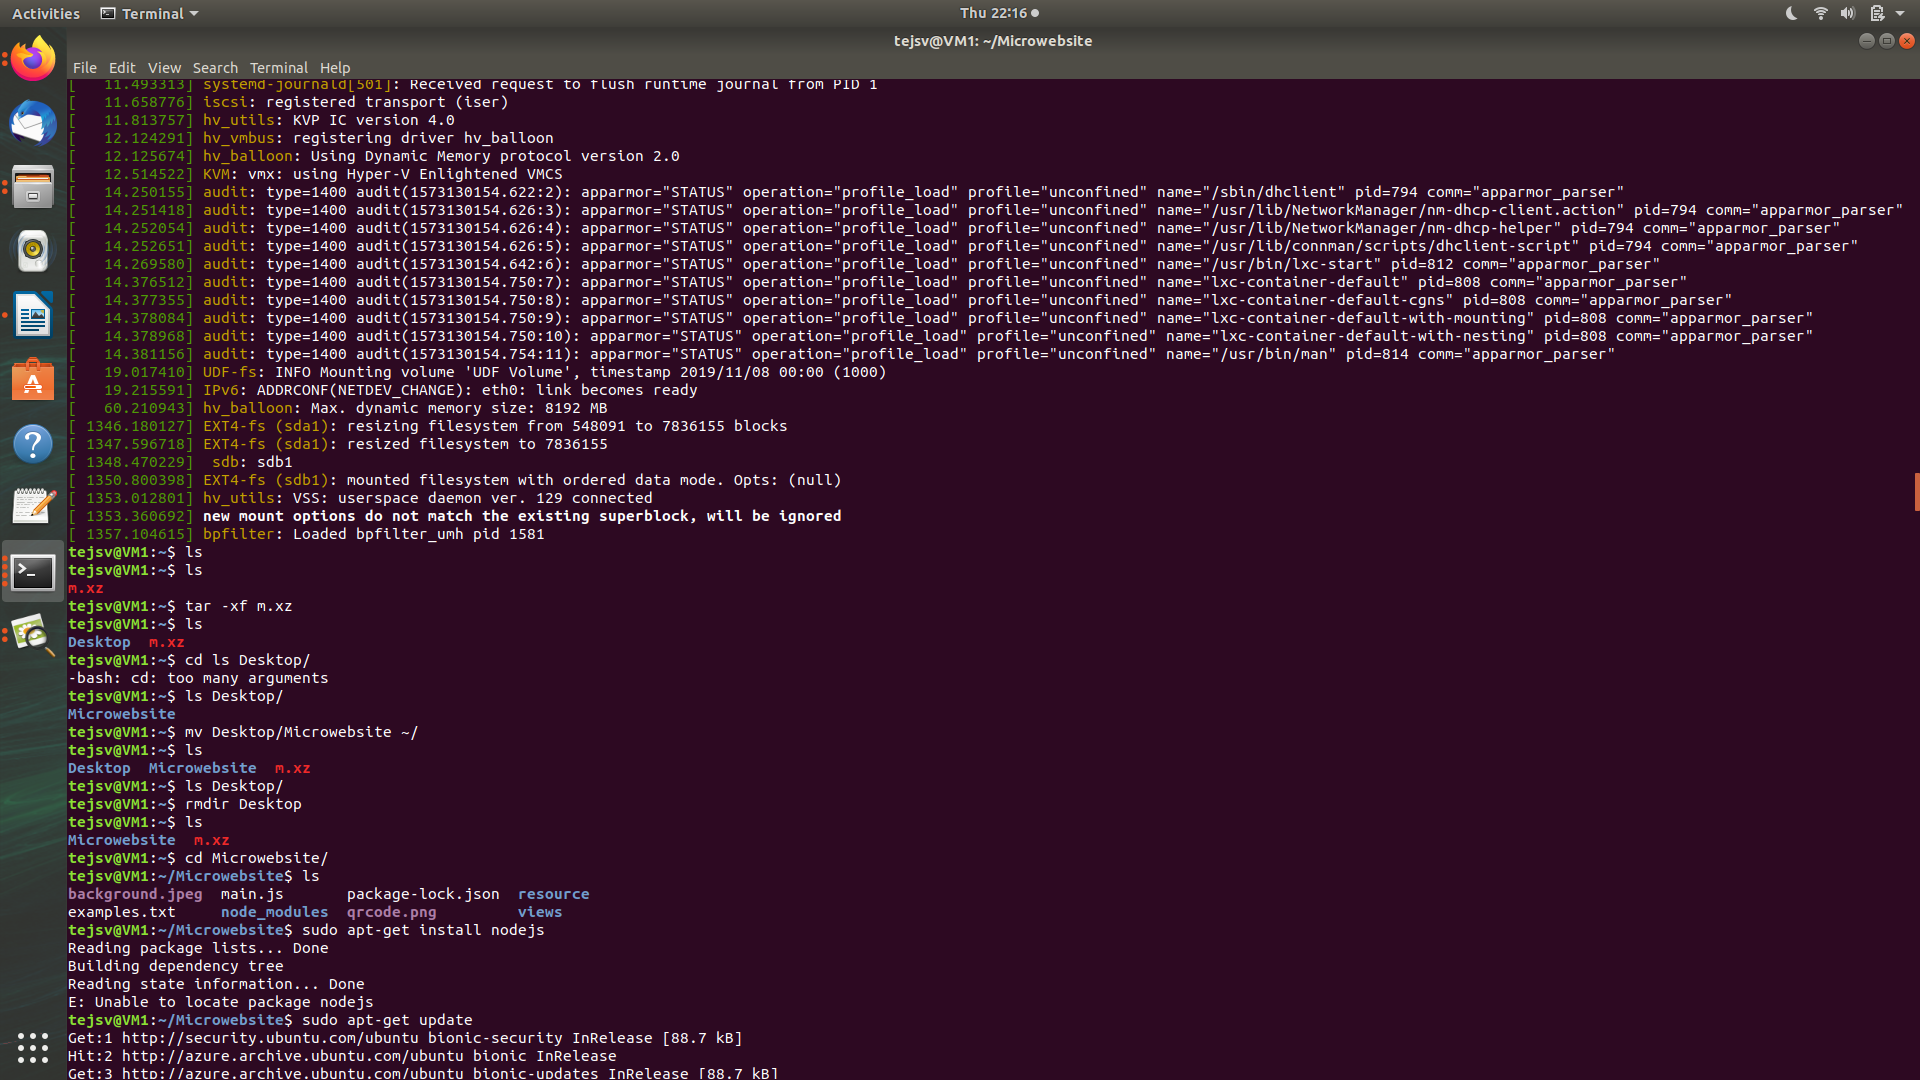 Activities
Terminal
Thu 22:16
tejsv@VM1: ~/Microwebsite
File Edit View Search Terminal Help
[   11.493313] systemd-journald[501]: Received request to flush runtime journal from PID 1
[   11.658776] iscsi: registered transport (iser)
[   11.813757] hv_utils: KVP IC version 4.0
[   12.124291] hv_vmbus: registering driver hv_balloon
[   12.125674] hv_balloon: Using Dynamic Memory protocol version 2.0
[   12.514522] KVM: vmx: using Hyper-V Enlightened VMCS
[   14.250155] audit: type=1400 audit(1573130154.622:2): apparmor="STATUS" operation="profile_load" profile="unconfined" name="/sbin/dhclient" pid=794 comm="apparmor_parser"
[   14.251418] audit: type=1400 audit(1573130154.626:3): apparmor="STATUS" operation="profile_load" profile="unconfined" name="/usr/lib/NetworkManager/nm-dhcp-client.action" pid=794 comm="apparmor_parser"
[   14.252054] audit: type=1400 audit(1573130154.626:4): apparmor="STATUS" operation="profile_load" profile="unconfined" name="/usr/lib/NetworkManager/nm-dhcp-helper" pid=794 comm="apparmor_parser"
[   14.252651] audit: type=1400 audit(1573130154.626:5): apparmor="STATUS" operation="profile_load" profile="unconfined" name="/usr/lib/connman/scripts/dhclient-script" pid=794 comm="apparmor_parser"
[   14.269580] audit: type=1400 audit(1573130154.642:6): apparmor="STATUS" operation="profile_load" profile="unconfined" name="/usr/bin/lxc-start" pid=812 comm="apparmor_parser"
[   14.376512] audit: type=1400 audit(1573130154.750:7): apparmor="STATUS" operation="profile_load" profile="unconfined" name="lxc-container-default" pid=808 comm="apparmor_parser"
[   14.377355] audit: type=1400 audit(1573130154.750:8): apparmor="STATUS" operation="profile_load" profile="unconfined" name="lxc-container-default-cgns" pid=808 comm="apparmor_parser"
[   14.378084] audit: type=1400 audit(1573130154.750:9): apparmor="STATUS" operation="profile_load" profile="unconfined" name="lxc-container-default-with-mounting" pid=808 comm="apparmor_parser"
[   14.378968] audit: type=1400 audit(1573130154.750:10): apparmor="STATUS" operation="profile_load" profile="unconfined" name="lxc-container-default-with-nesting" pid=808 comm="apparmor_parser"
[   14.381156] audit: type=1400 audit(1573130154.754:11): apparmor="STATUS" operation="profile_load" profile="unconfined" name="/usr/bin/man" pid=814 comm="apparmor_parser"
[   19.017410] UDF-fs: INFO Mounting volume 'UDF Volume', timestamp 2019/11/08 00:00 (1000)
[   19.215591] IPv6: ADDRCONF(NETDEV_CHANGE): eth0: link becomes ready
[   60.210943] hv_balloon: Max. dynamic memory size: 8192 MB
[ 1346.180127] EXT4-fs (sda1): resizing filesystem from 548091 to 7836155 blocks
[ 1347.596718] EXT4-fs (sda1): resized filesystem to 7836155
[ 1348.470229]  sdb: sdb1
[ 1350.800398] EXT4-fs (sdb1): mounted filesystem with ordered data mode. Opts: (null)
[ 1353.012801] hv_utils: VSS: userspace daemon ver. 129 connected
[ 1353.360692] new mount options do not match the existing superblock, will be ignored
[ 1357.104615] bpfilter: Loaded bpfilter_umh pid 1581
tejsv@VM1:~$ ls
tejsv@VM1:~$ ls
m.xz
tejsv@VM1:~$ tar -xf m.xz
tejsv@VM1:~$ ls
Desktop  m.xz
tejsv@VM1:~$ cd ls Desktop/
-bash: cd: too many arguments
tejsv@VM1:~$ ls Desktop/
Microwebsite
tejsv@VM1:~$ mv Desktop/Microwebsite ~/
tejsv@VM1:~$ ls
Desktop  Microwebsite  m.xz
tejsv@VM1:~$ ls Desktop/
tejsv@VM1:~$ rmdir Desktop
tejsv@VM1:~$ ls
Microwebsite  m.xz
tejsv@VM1:~$ cd Microwebsite/
tejsv@VM1:~/Microwebsite$ ls
background.jpeg  main.js       package-lock.json  resource
examples.txt     node_modules  qrcode.png         views
tejsv@VM1:~/Microwebsite$ sudo apt-get install nodejs
Reading package lists... Done
Building dependency tree
Reading state information... Done
E: Unable to locate package nodejs
tejsv@VM1:~/Microwebsite$ sudo apt-get update
Get:1 http://security.ubuntu.com/ubuntu bionic-security InRelease [88.7 kB]
Hit:2 http://azure.archive.ubuntu.com/ubuntu bionic InRelease
Get:3 http://azure.archive.ubuntu.com/ubuntu bionic-updates InRelease [88.7 kB]